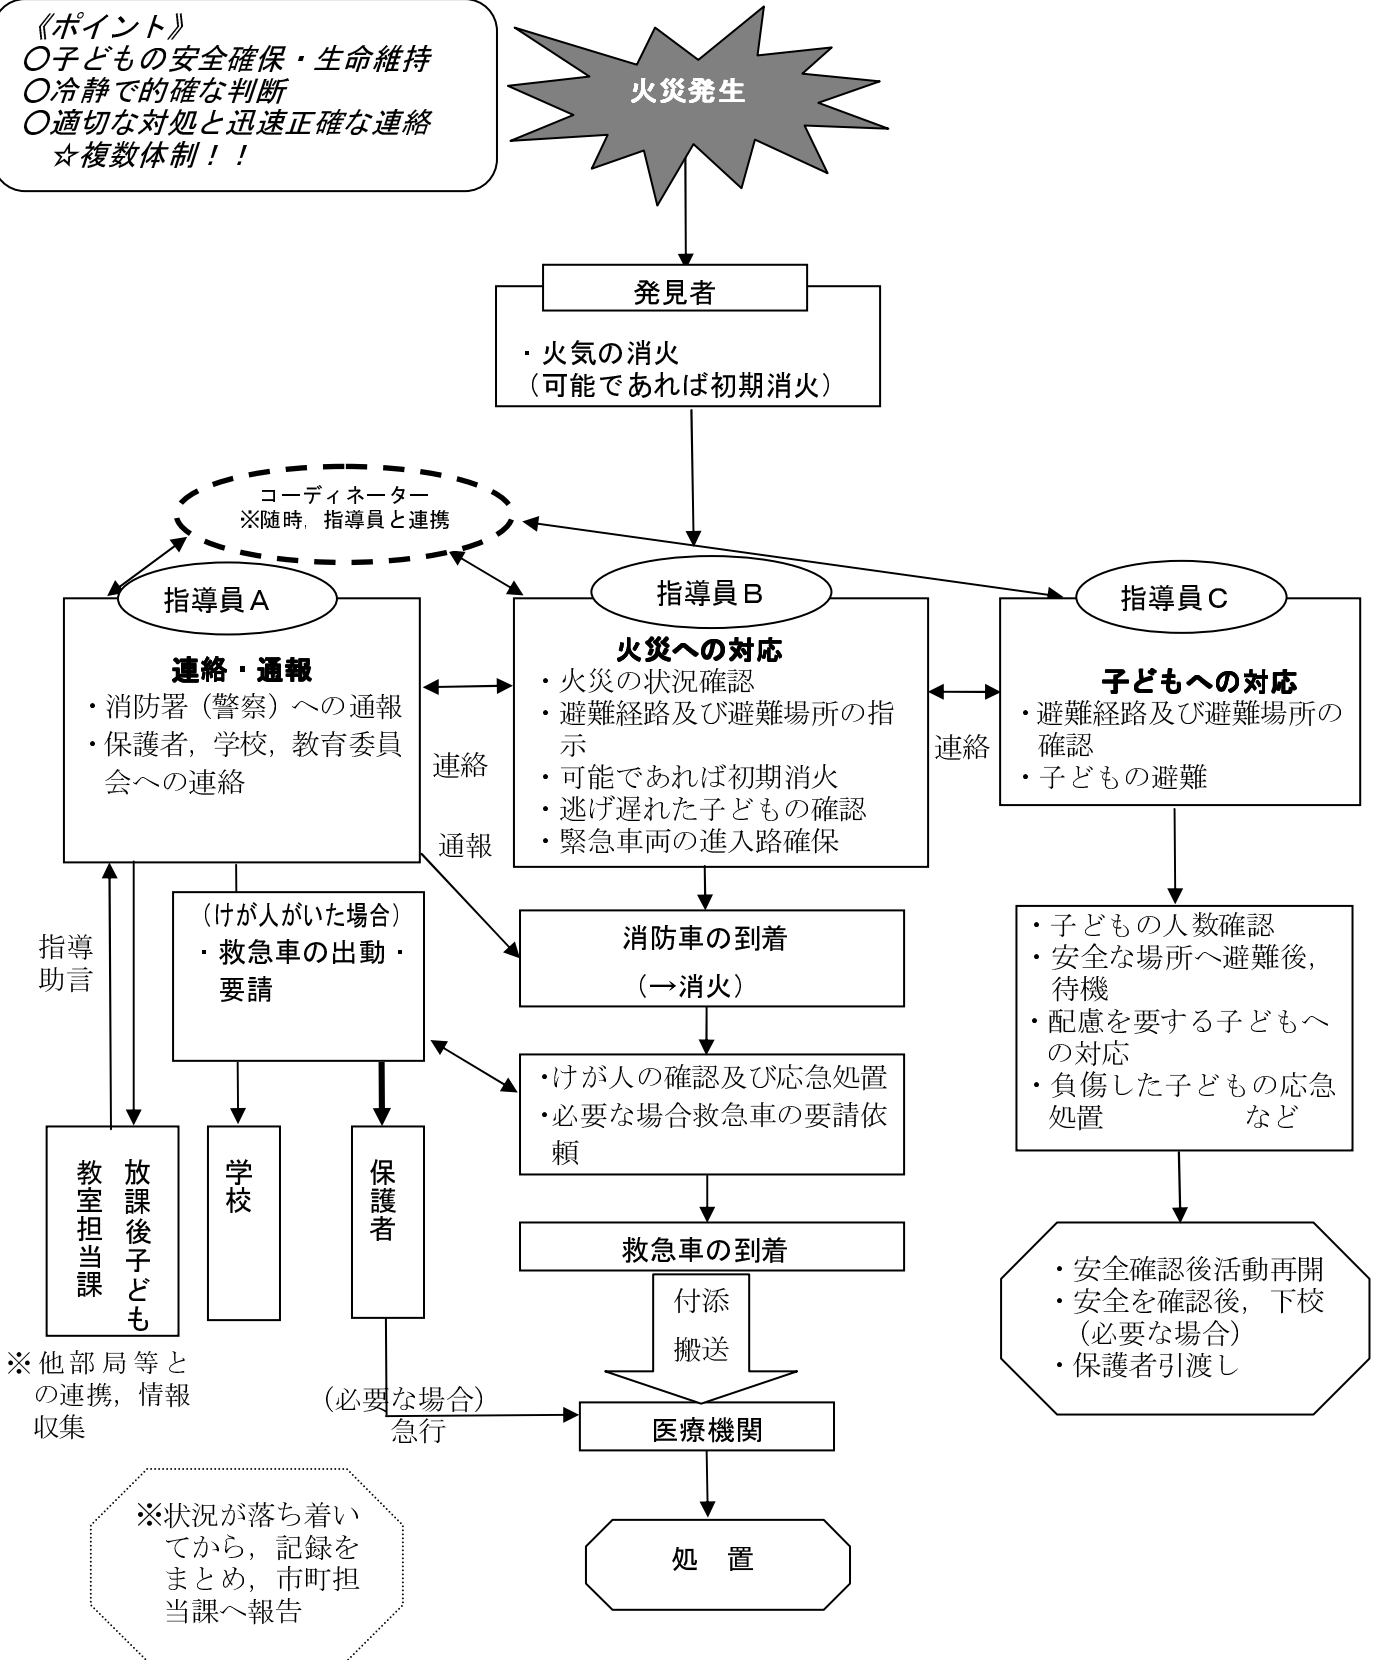 《ポイント》
〇子どもの安全確保・生命維持
〇冷静で的確な判断
〇適切な対処と迅速正確な連絡
☆複数体制！！
火災発生
発見者
・火気の消火
（可能であれば初期消火）
コーディネーター
※随時，指導員と連携
指導員Ａ
連絡・通報
・消防署（警察）への通報
・保護者，学校，教育委員
会への連絡
連絡
通報
指導員Ｂ
火災への対応
・火災の状況確認
・避難経路及び避難場所の指
示
・可能であれば初期消火
・逃げ遅れた子どもの確認
・緊急車両の進入路確保
連絡
指導員Ｃ
子どもへの対応
・避難経路及び避難場所の
確認
・子どもの避難
指導
助言
（けが人がいた場合）
・救急車の出動・
要請
消防車の到着
（→消火）
・けが人の確認及び応急処置
・必要な場合救急車の要請依
頼
救急車の到着
付添
搬送
・子どもの人数確認
・安全な場所へ避難後，
待機
・配慮を要する子どもへ
の対応
・負傷した子どもの応急
処置　など
放課後子ども
教室担当課
学校
保護者
※他部局等と
の連携，情報
収集
（必要な場合）
急行
医療機関
処　置
・安全確認後活動再開
・安全を確認後，下校
（必要な場合）
・保護者引渡し
※状況が落ち着い
てから，記録を
まとめ，市町担
当課へ報告